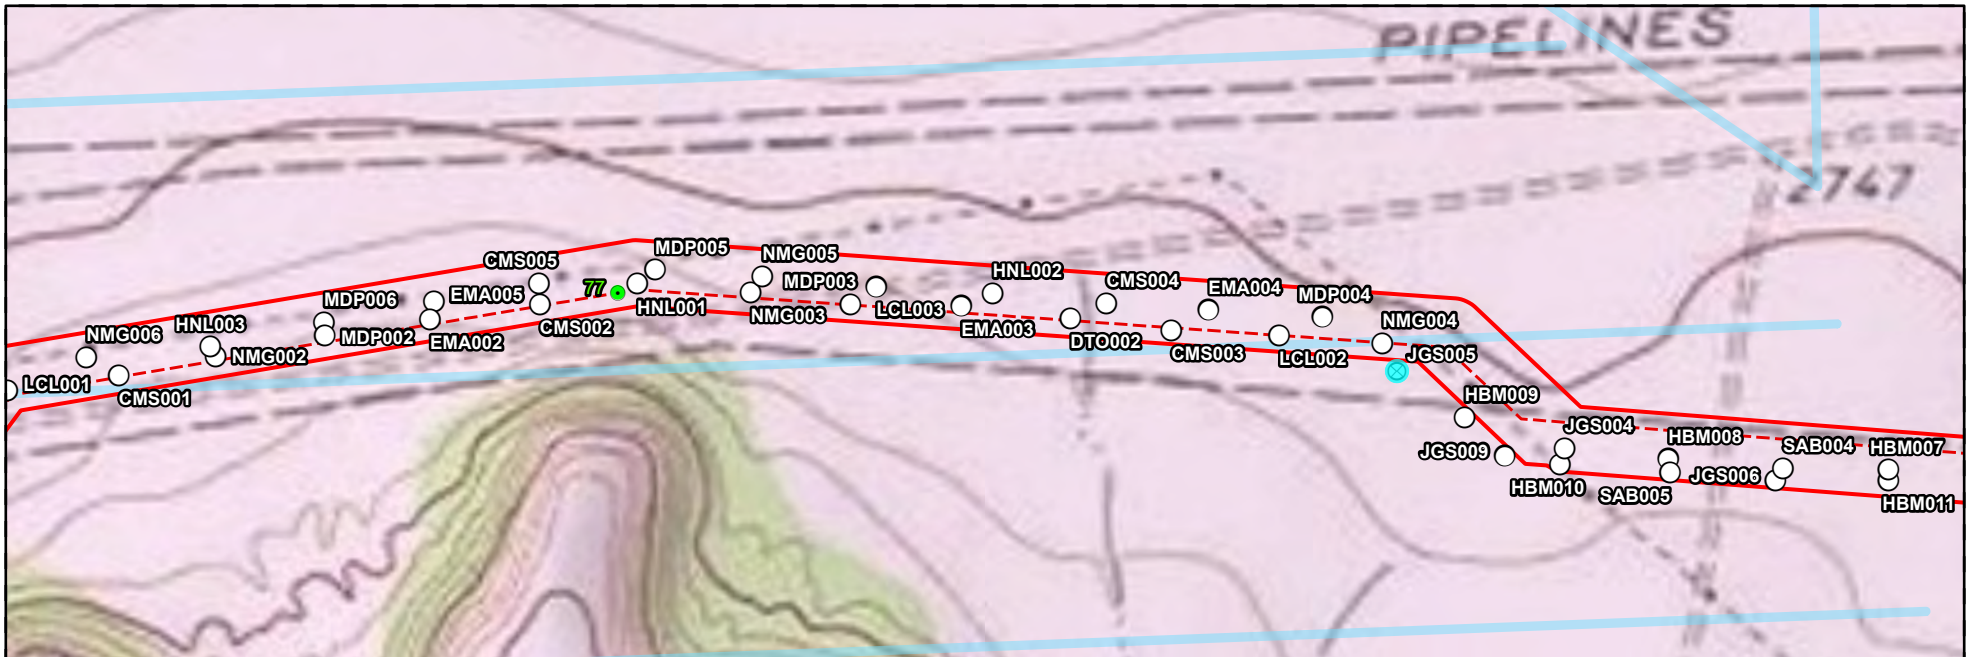 PIPELINES
2747
CMS005
MDP005
NMG005
HNL002
MDP003
CMS004
EMA004
MDP004
77
EMA005
MDP006
HNL001
NMG003
LCL003
EMA003
NMG004
HNL003
NMG006
CMS002
MDP002
EMA002
NMG002
DTO002
CMS003
LCL002
JGS005
LCL001
CMS001
HBM009
JGS004
HBM008
SAB004
HBM007
JGS009
JGS006
HBM010
SAB005
HBM011